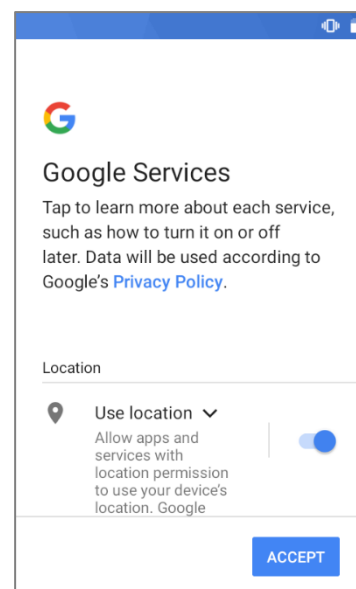 Google Services
Tap to learn more about each service,
such as how to turn it on or off
later. Data will be used according to
Google’s Privacy Policy.
Location
Use location
Allow apps and
services with
location permission
to use your device’s
location. Google
ACCEPT